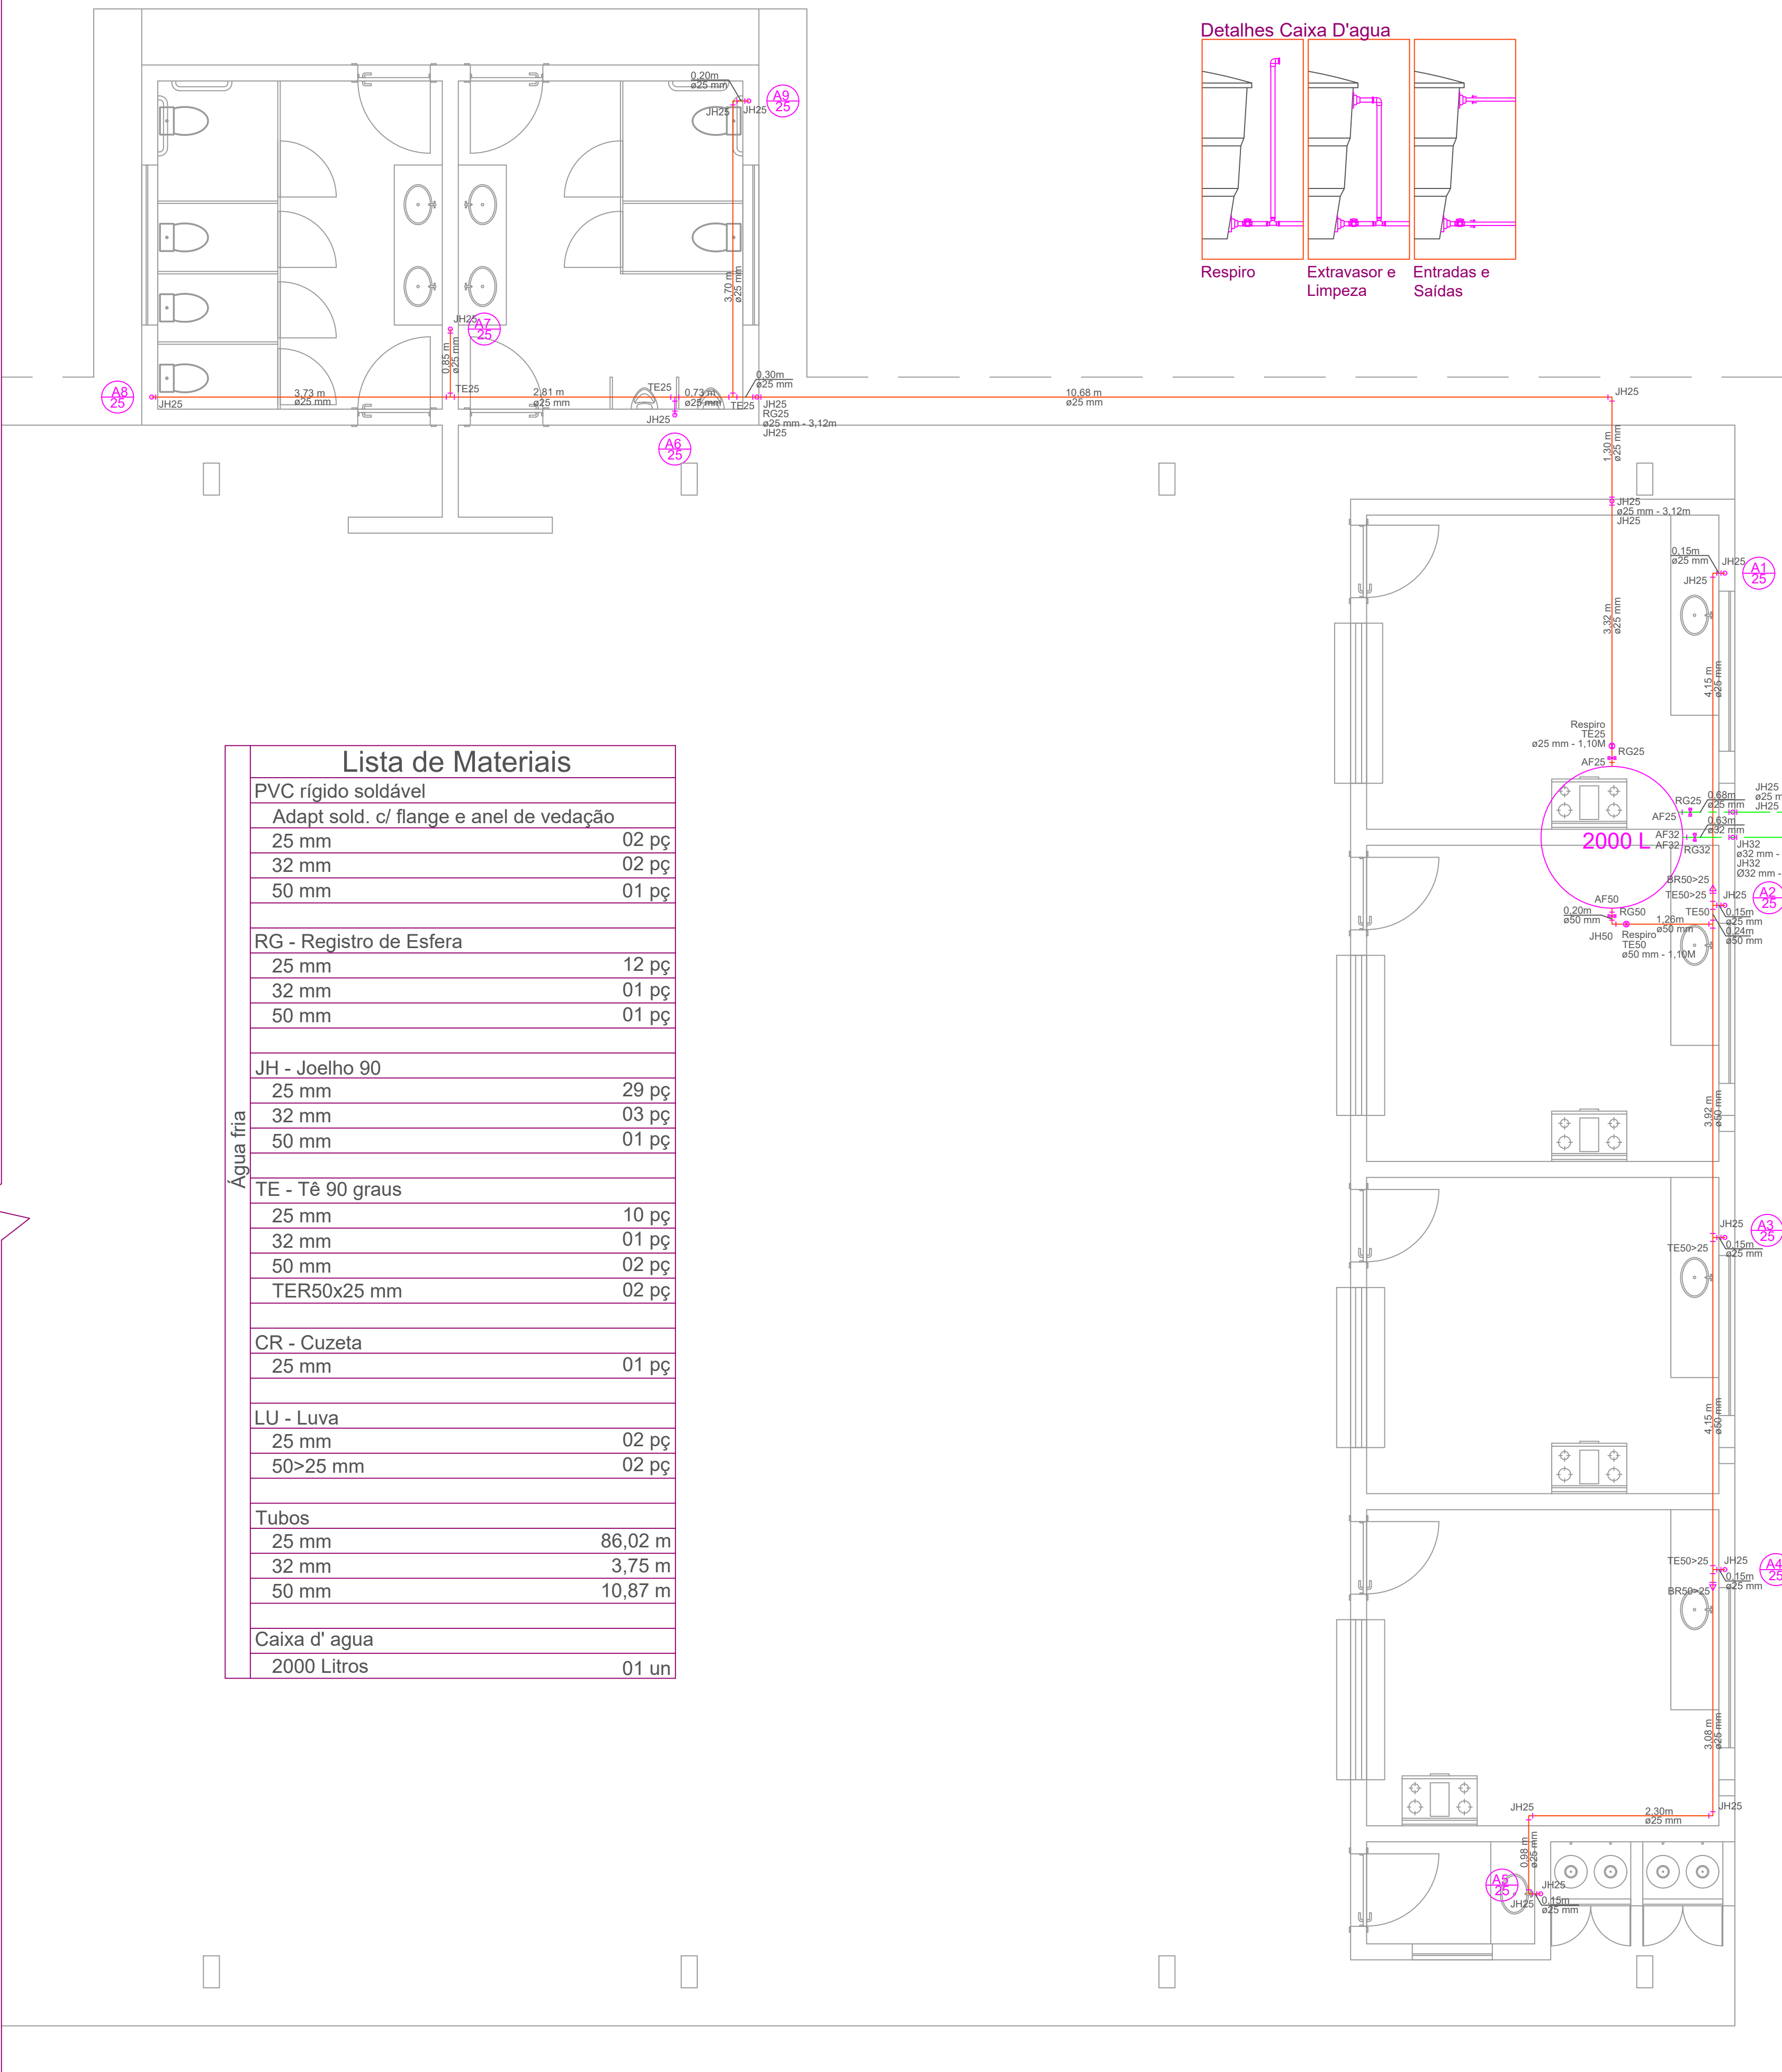 Detalhes Caixa D'agua
Respiro
Extravasor e
Limpeza
Entradas e
Saídas
0,20m
ø25 mm
JH25
JH25
A9
25
3,70 m
ø25 mm
JH25
A7
25
0,85 m
ø25 mm
TE25
A8
25
JH25
3,73 m
ø25 mm
2,81 m
ø25 mm
TE25
JH25
A6
25
0,73 m
ø25 mm
TE25
0,30m
ø25 mm
JH25
RG25
ø25 mm - 3,12m
JH25
10,68 m
ø25 mm
JH25
1,30 m
ø25 mm
JH25
ø25 mm - 3,12m
JH25
3,32 m
ø25 mm
0,15m
ø25 mm
JH25
JH25
A1
25
4,15 m
ø25 mm
Respiro
TE25
ø25 mm - 1,10M
RG25
AF25
2000 L
RG25
AF25
0,68m
ø25 mm
JH25
ø25 m
JH25
AF32
AF32
RG32
0,63m
ø32 mm
JH32
ø32 mm -
JH32
Ø32 mm -
BR50>25
TE50>25
JH25
A2
25
TE50
0,15m
ø25 mm
0,24m
ø50 mm
AF50
RG50
0,20m
ø50 mm
JH50
Respiro
TE50
ø50 mm - 1,10M
1,26m
ø50 mm
3,92 m
ø50 mm
JH25
A3
25
TE50>25
0,15m
ø25 mm
4,15 m
ø50 mm
TE50>25
JH25
A4
25
0,15m
ø25 mm
BR50>25
3,08 m
ø25 mm
JH25
2,30m
ø25 mm
JH25
0,98 m
ø25 mm
A5
25
JH25
JH25
0,15m
ø25 mm
Água fria
Lista de Materiais
PVC rígido soldável
Adapt sold. c/ flange e anel de vedação
25 mm 02 pç
32 mm 02 pç
50 mm 01 pç
RG - Registro de Esfera
25 mm 12 pç
32 mm 01 pç
50 mm 01 pç
JH - Joelho 90
25 mm 29 pç
32 mm 03 pç
50 mm 01 pç
TE - Tê 90 graus
25 mm 10 pç
32 mm 01 pç
50 mm 02 pç
TER50x25 mm 02 pç
CR - Cuzeta
25 mm 01 pç
LU - Luva
25 mm 02 pç
50>25 mm 02 pç
Tubos
25 mm 86,02 m
32 mm 3,75 m
50 mm 10,87 m
Caixa d' agua
2000 Litros 01 un